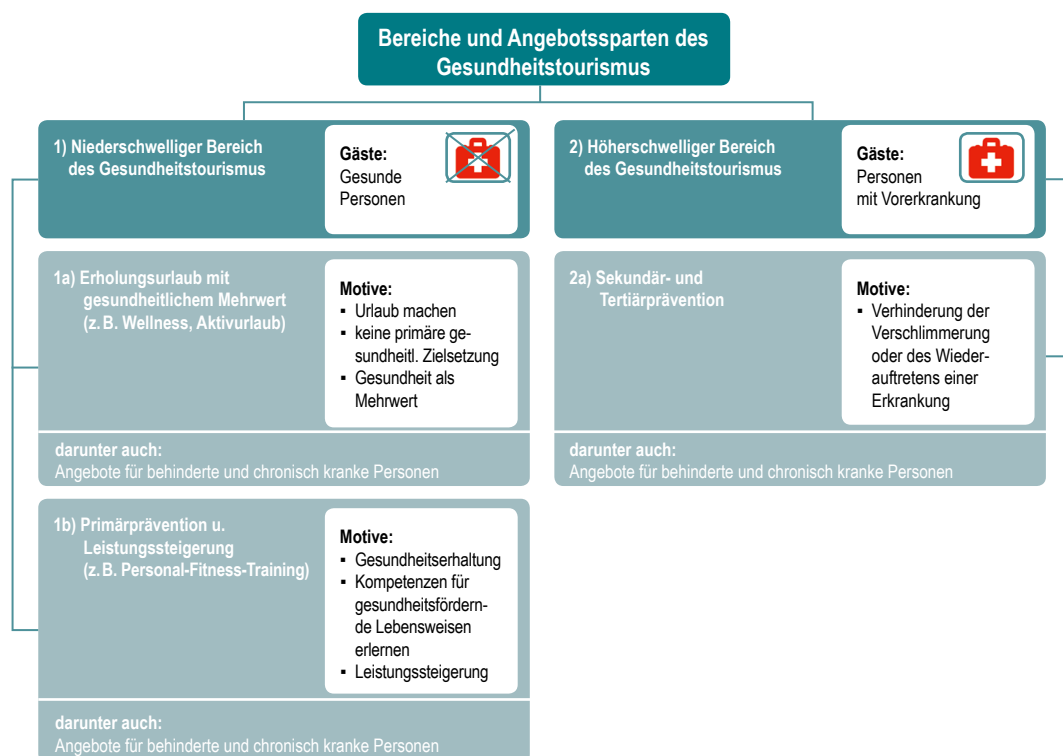 Bereiche und Angebotssparten des
Gesundheitstourismus
1) Niederschwelliger Bereich
des Gesundheitstourismus
Gäste:
Gesunde
Personen
2) Höherschwelliger Bereich
des Gesundheitstourismus
Gäste:
Personen
mit Vorerkrankung
1a) Erholungsurlaub mit
gesundheitlichem Mehrwert
(z. B. Wellness, Aktivurlaub)
Motive:
▪ Urlaub machen
▪ keine primäre ge-
sundheitl. Zielsetzung
▪ Gesundheit als
Mehrwert
darunter auch:
Angebote für behinderte und chronisch kranke Personen
2a) Sekundär- und
Tertiärprävention
Motive:
▪ Verhinderung der
Verschlimmerung
oder des Wieder-
auftretens einer
Erkrankung
darunter auch:
Angebote für behinderte und chronisch kranke Personen
1b) Primärprävention u.
Leistungssteigerung
(z. B. Personal-Fitness-Training)
Motive:
▪ Gesundheitserhaltung
▪ Kompetenzen für
gesundheitsfördern-
de Lebensweisen
erlernen
▪ Leistungssteigerung
darunter auch:
Angebote für behinderte und chronisch kranke Personen